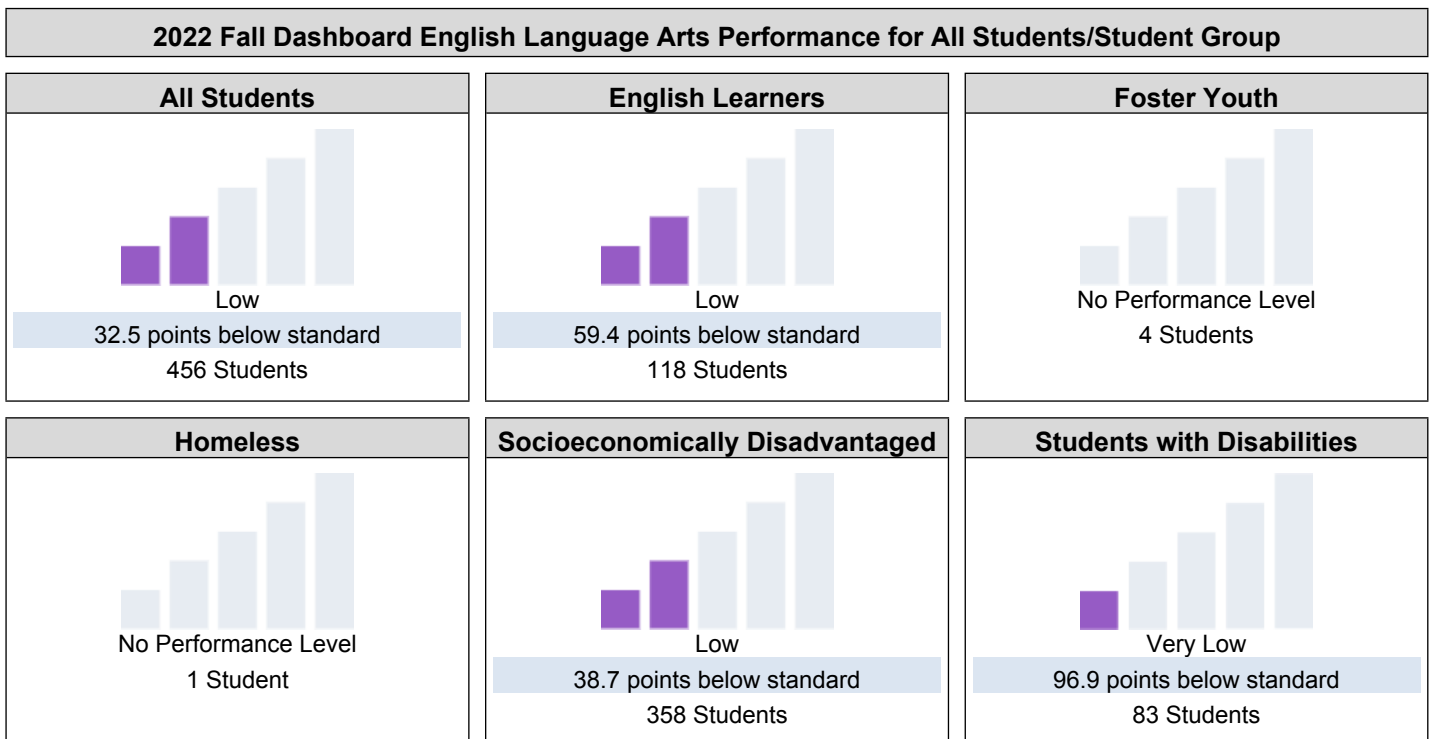 2022 Fall Dashboard English Language Arts Performance for All Students/Student Group
All Students
Low
32.5 points below standard
456 Students
English Learners
Low
59.4 points below standard
118 Students
Foster Youth
No Performance Level
4 Students
Homeless
No Performance Level
1 Student
Socioeconomically Disadvantaged
Low
38.7 points below standard
358 Students
Students with Disabilities
Very Low
96.9 points below standard
83 Students